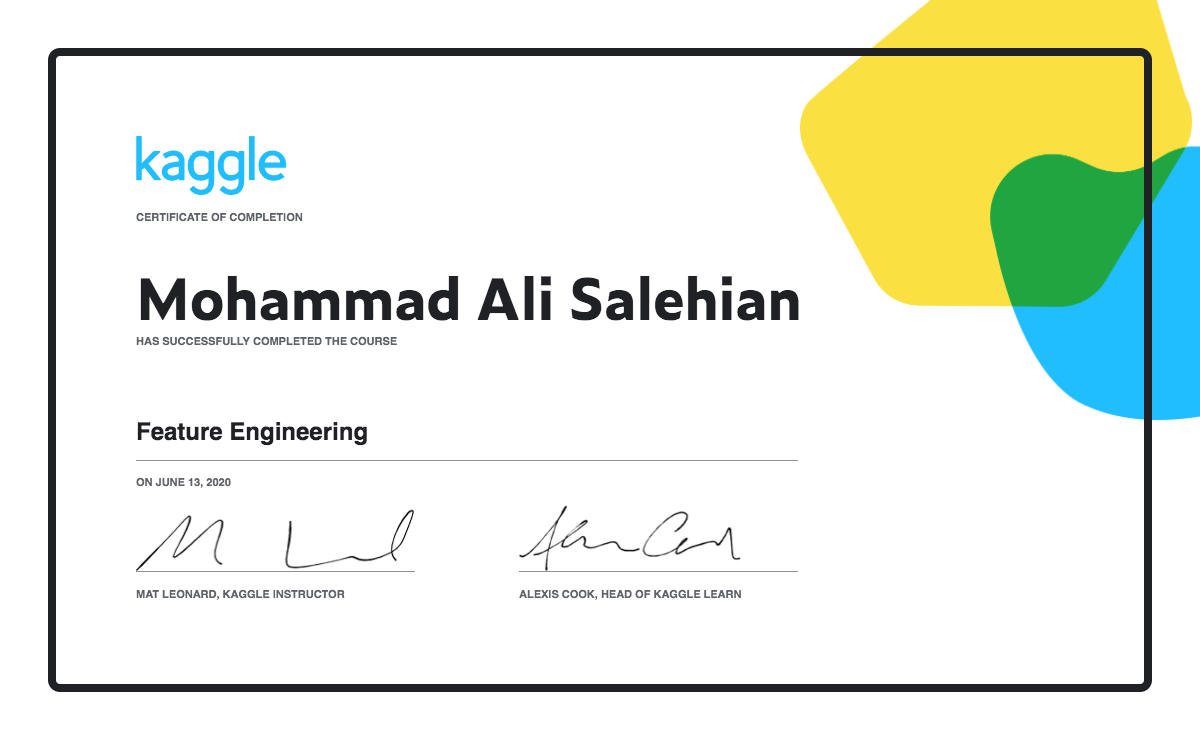 kaggle
CERTIFICATE OF COMPLETION
Mohammad Ali Salehian
HAS SUCCESSFULLY COMPLETED THE COURSE
Feature Engineering
ON JUNE 13, 2020
MAT LEONARD, KAGGLE INSTRUCTOR
ALEXIS COOK, HEAD OF KAGGLE LEARN